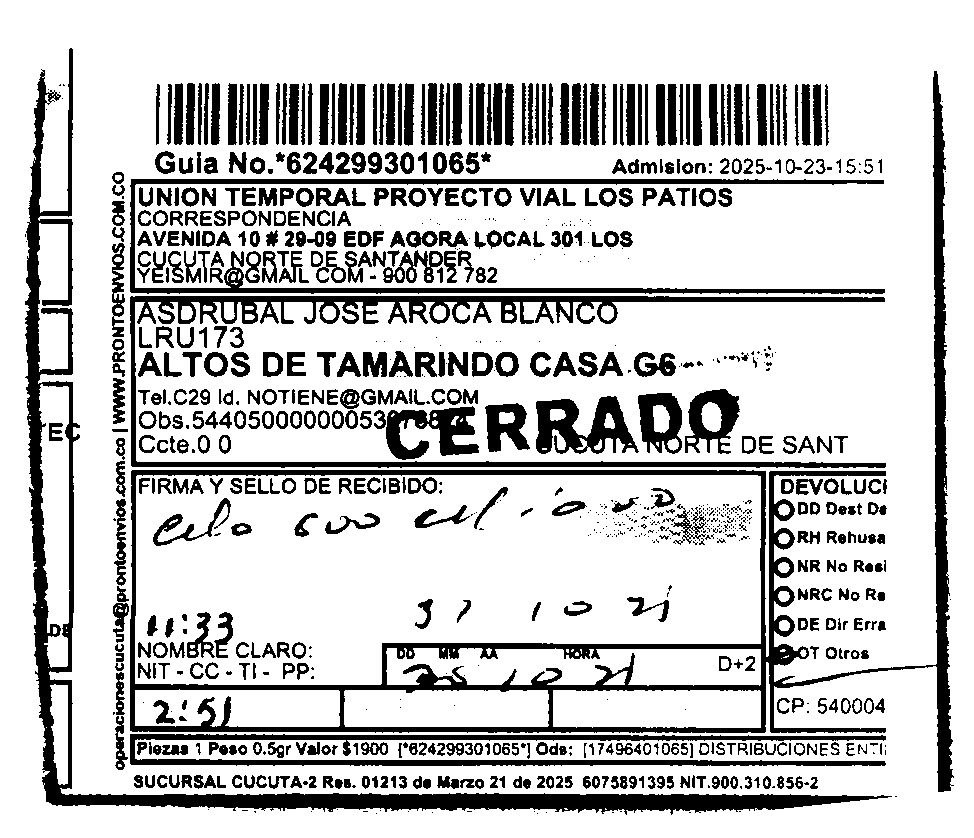 Guia No.*624299301065*
Admision: 2025-10-23-15:51
UNION TEMPORAL PROYECTO VIAL LOS PATIOS
CORRESPONDENCIA
AVENIDA 10 # 29-09 EDF AGORA LOCAL 301 LOS
CUCUTA NORTE DE SANTANDER
YEISMIR@GMAIL COM - 900 812 782
ASDRUBAL JOSE AROCA BLANCO
LRU173
ALTOS DE TAMARINDO CASA G6
Tel.C29 Id. NOTIENE@GMAIL.COM
Obs.
CERRADO
Ccte.0 0
CUCUTA NORTE DE SANT
FIRMA Y SELLO DE RECIBIDO:
11:33
31 10
NOMBRE CLARO:
NIT - CC - TI - PP:
DD MM AA HORA
D+2
10
2:51
DEVOLUCI
DD Dest De
RH Rehusa
NR No Resi
NRC No Re
DE Dir Erra
OT Otros
CP: 540004
Piezas 1 Peso 0.5gr Valor $1900 [*624299301065*] Ods: [17496401065] DISTRIBUCIONES ENTI
SUCURSAL CUCUTA-2 Res. 01213 de Marzo 21 de 2025 6075891395 NIT.900.310.856-2
operacionescucuta@prontoenvios.com.co | WWW.PRONTOENVIOS.COM.CO
EC
DE